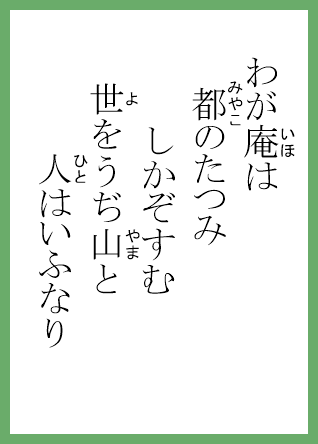 わが庵は
都のたつみ
しかぞすむ
世をうぢ山と
人はいふなり
いほ
みやこ
よ
やま
ひと